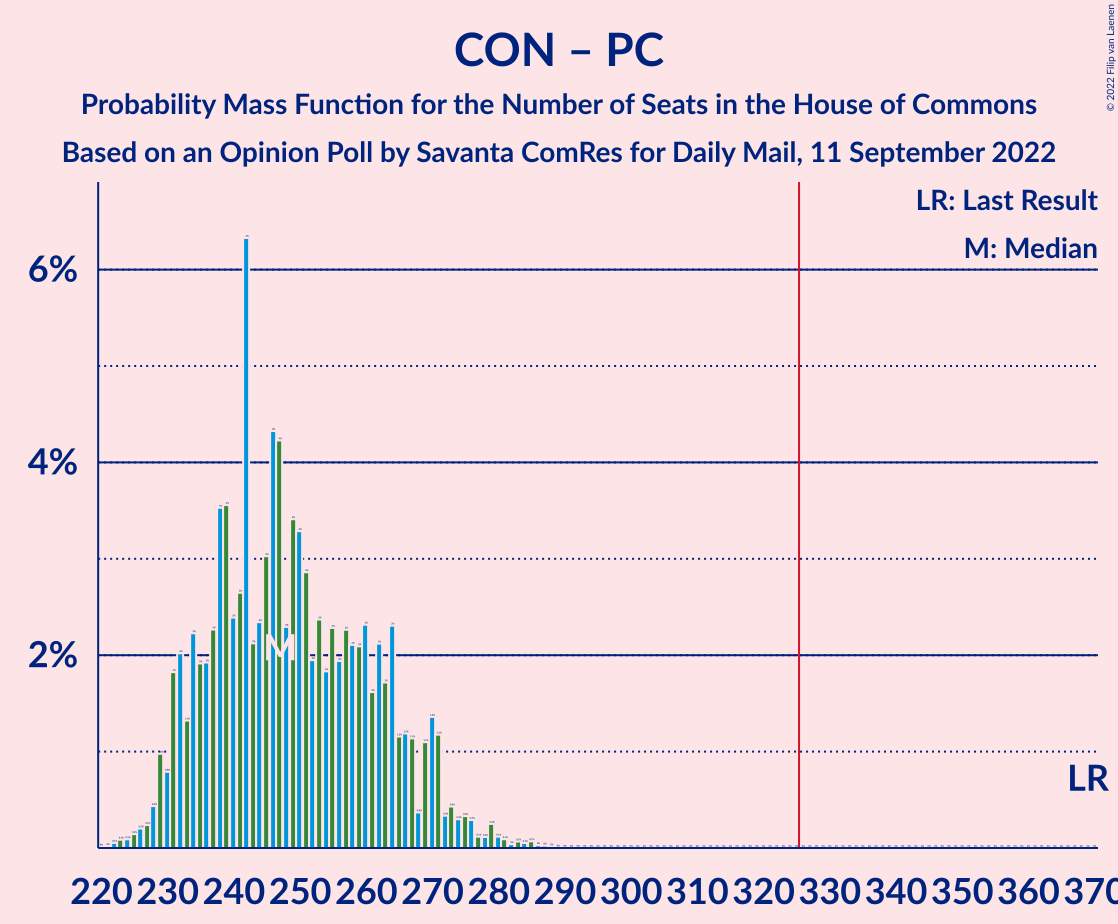 CON – PC
Probability Mass Function for the Number of Seats in the House of Commons
Based on an Opinion Poll by Savanta ComRes for Daily Mail, 11 September 2022
© 2022 Filip van Laenen
LR: Last Result
M: Median
6%
4%
2%
M
LR
220 230 240 250 260 270 280 290 300 310 320 330 340 350 360 370